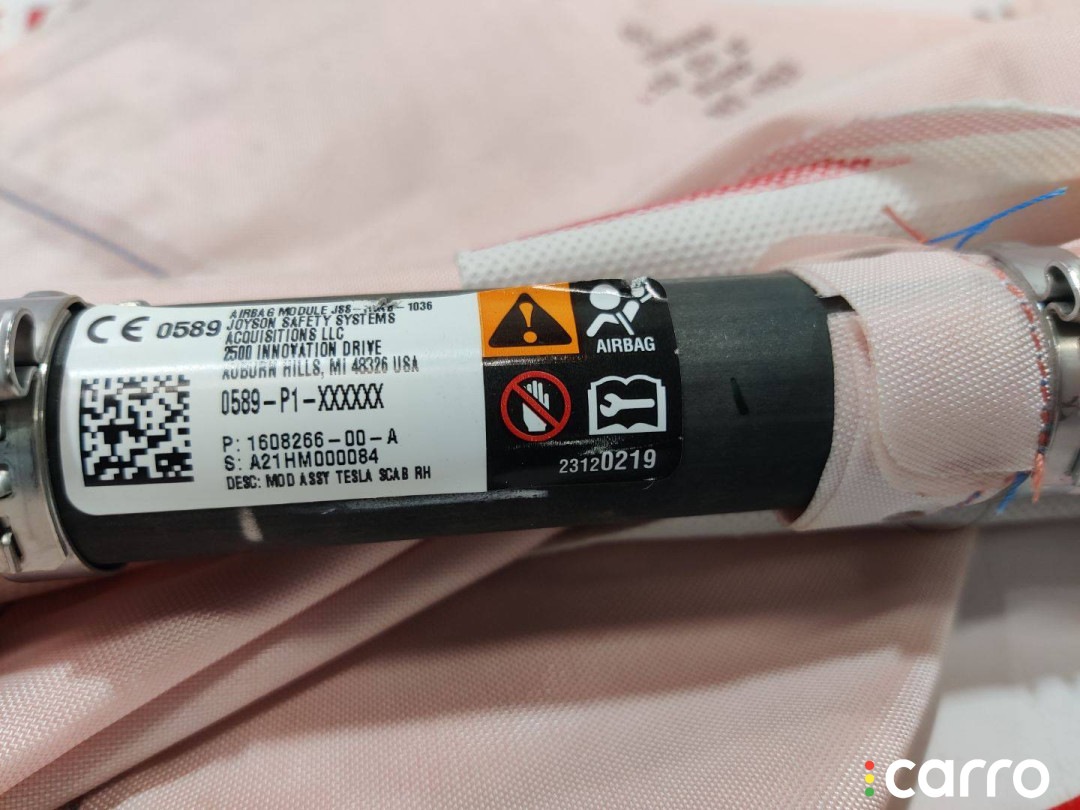 CE 0589
AIRBAG MODULE JSS- 1036
JOYSON SAFETY SYSTEMS
ACQUISITIONS LLC
2500 INNOVATION DRIVE
AUBURN HILLS, MI 48326 USA
0589-P1-XXXXXX
P: 1608266-00-A
S: A21HM000084
DESC: MOD ASSY TESLA SCAB RH
AIRBAG
23120219
carro